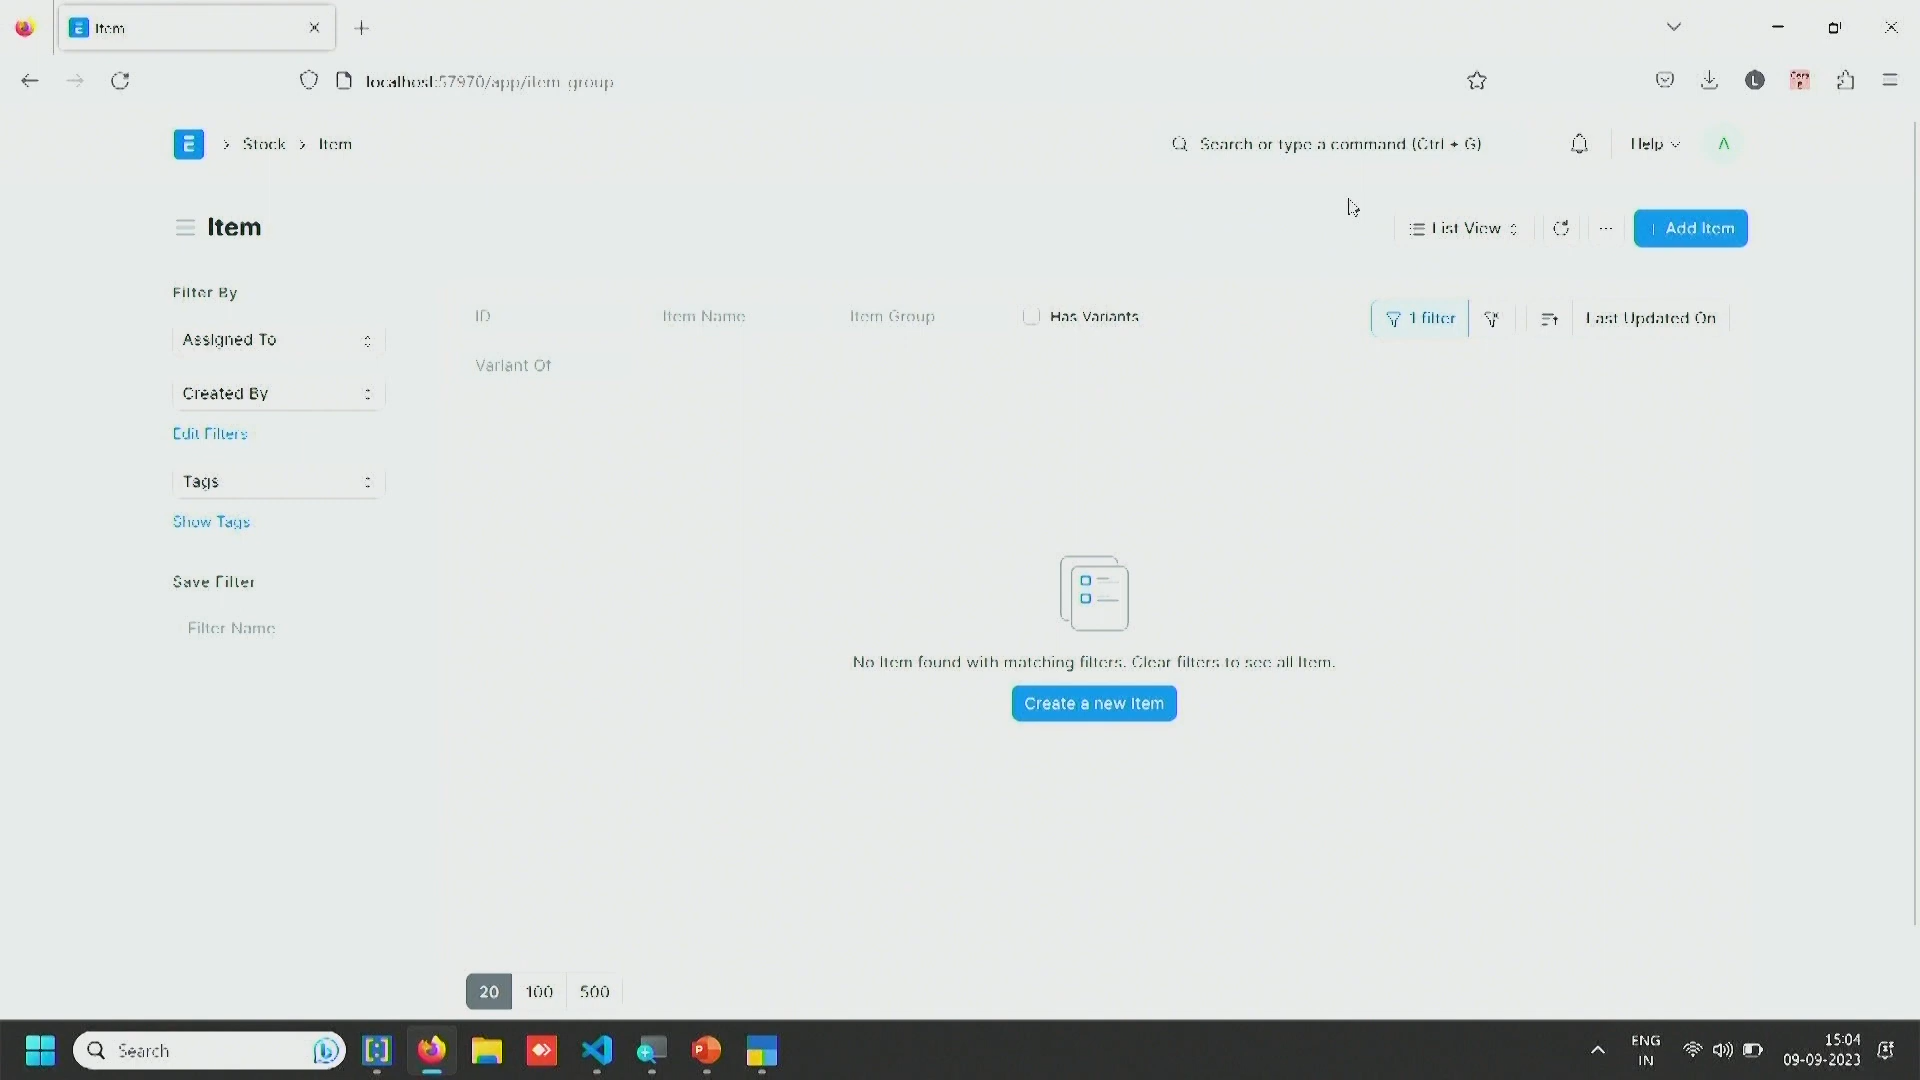 Item
localhost:57970/app/item-group
Stock > Item
Search or type a command (Ctrl + G)
Help
A
Item
List View
Add Item
Filter By
Assigned To
Created By
Edit Filters
Tags
Show Tags
Save Filter
Filter Name
ID
Item Name
Item Group
Has Variants
1 filter
Last Updated On
Variant Of
No Item found with matching filters. Clear filters to see all Item.
Create a new Item
20
100
500
Search
ENG
IN
15:04
09-09-2023